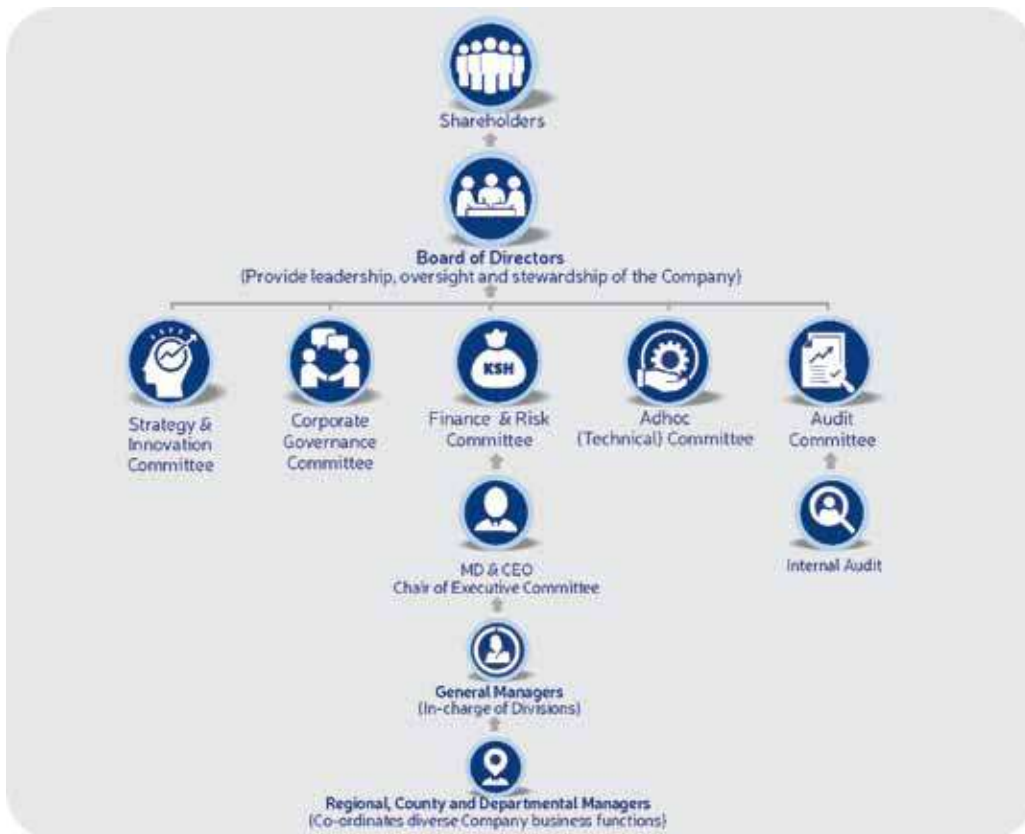 Shareholders
Board of Directors
(Provide leadership, oversight and stewardship of the Company)
Strategy &
Innovation
Committee
Corporate
Governance
Committee
KSH
Finance & Risk
Committee
Adhoc
(Technical) Committee
Audit
Committee
MD & CEO
Chair of Executive Committee
Internal Audit
General Managers
(In-charge of Divisions)
Regional, County and Departmental Managers
(Co-ordinates diverse Company business functions)